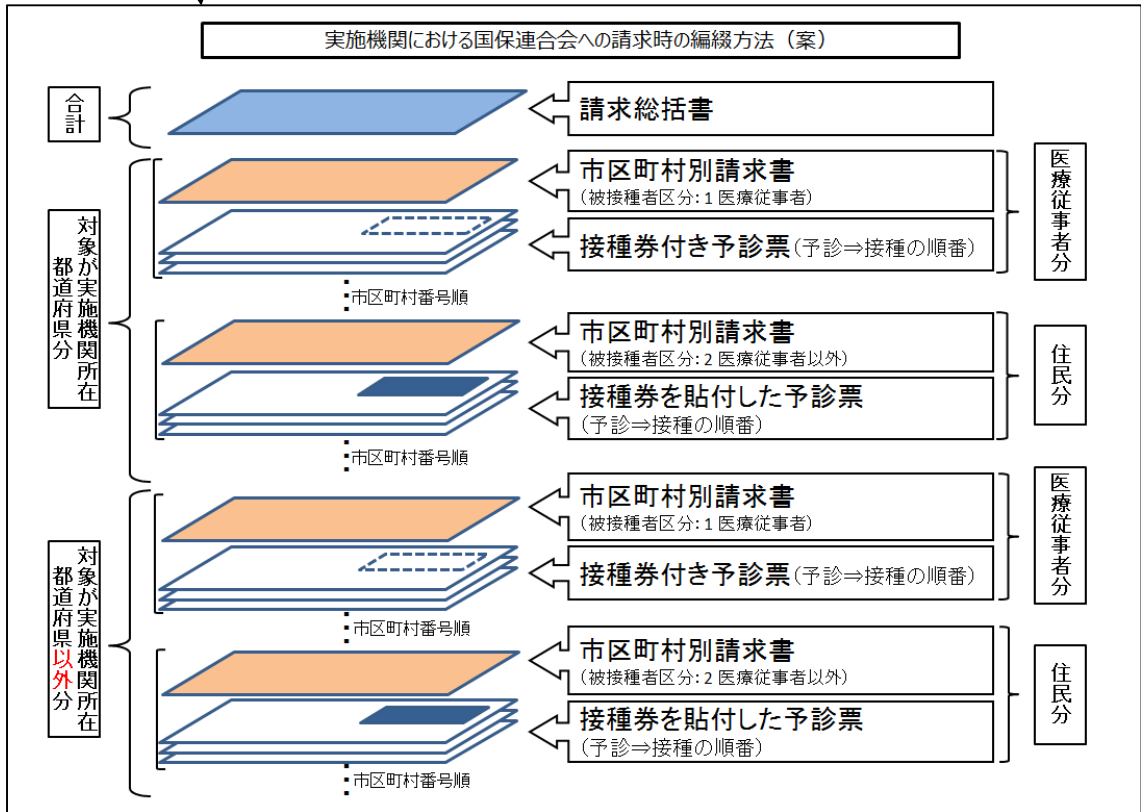 実施機関における国保連合会への請求時の編綴方法（案）
合計
請求総括書
対象が実施機関所在
都道府県分
市区町村別請求書
(被接種者区分：1 医療従事者)
接種券付き予診票(予診⇒接種の順番)
医療従事者分
市区町村番号順
市区町村別請求書
(被接種者区分：2 医療従事者以外)
接種券を貼付した予診票
(予診⇒接種の順番)
住民分
市区町村番号順
対象が実施機関所在
都道府県以外分
市区町村別請求書
(被接種者区分：1 医療従事者)
接種券付き予診票(予診⇒接種の順番)
医療従事者分
市区町村番号順
市区町村別請求書
(被接種者区分：2 医療従事者以外)
接種券を貼付した予診票
(予診⇒接種の順番)
住民分
市区町村番号順